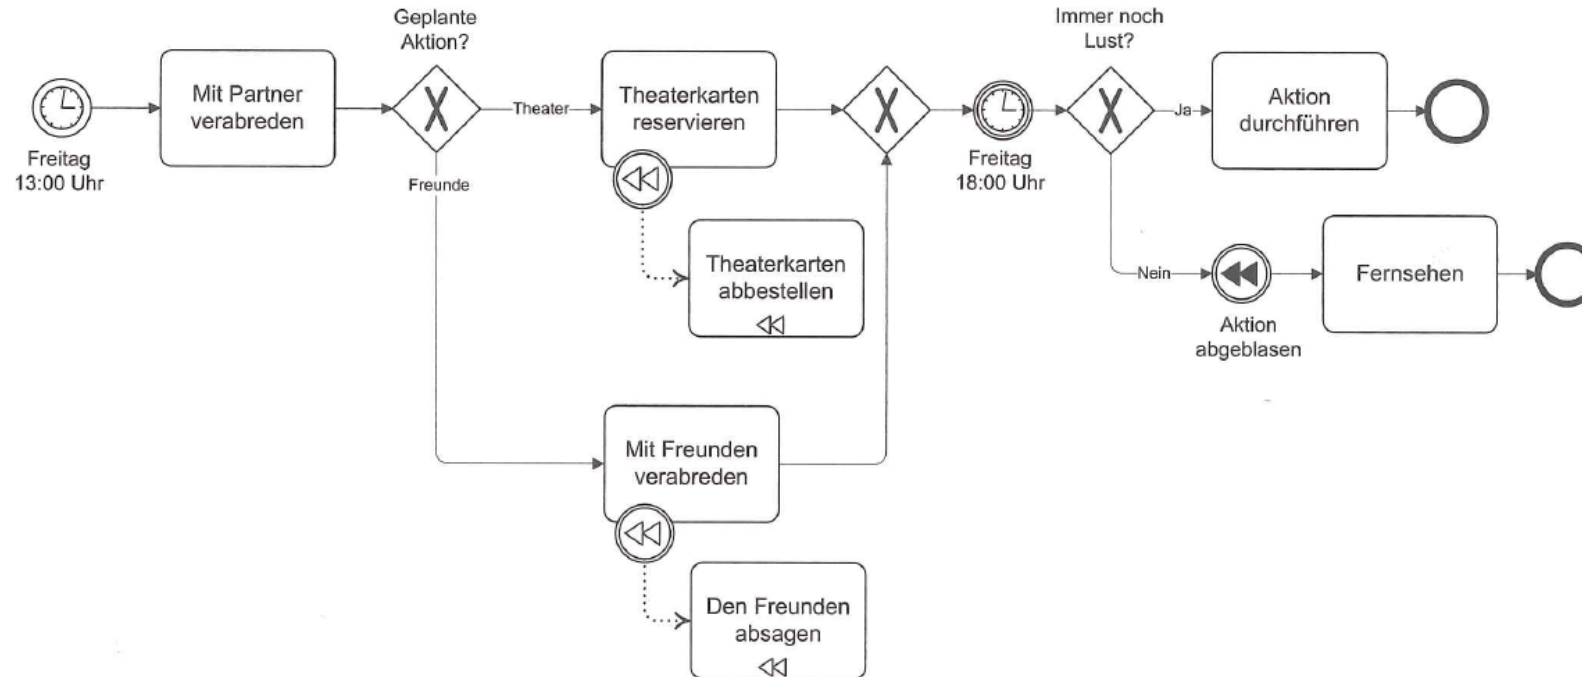 Geplante
Aktion?
Immer noch
Lust?
Mit Partner
verabreden
Theater
Theaterkarten
reservieren
Ja
Aktion
durchführen
Freitag
13:00 Uhr
Freunde
Freitag
18:00 Uhr
Theaterkarten
abbestellen
Nein
Fernsehen
Aktion
abgeblasen
Mit Freunden
verabreden
Den Freunden
absagen